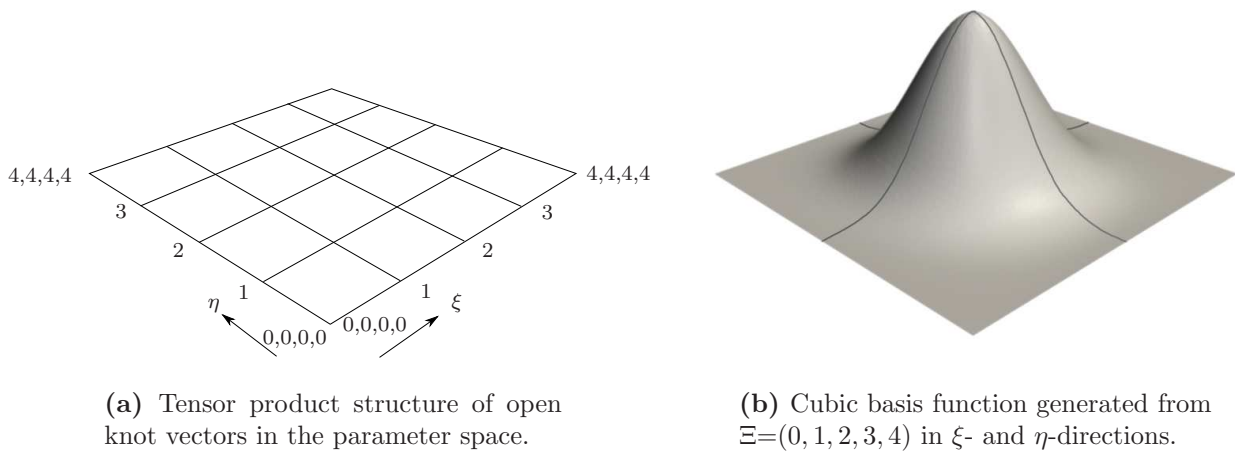 4,4,4,4
4,4,4,4
3
3
2
2
1
1
η
ξ
0,0,0,0
0,0,0,0
(a) Tensor product structure of open
knot vectors in the parameter space.
(b) Cubic basis function generated from
Ξ=(0, 1, 2, 3, 4) in ξ- and η-directions.